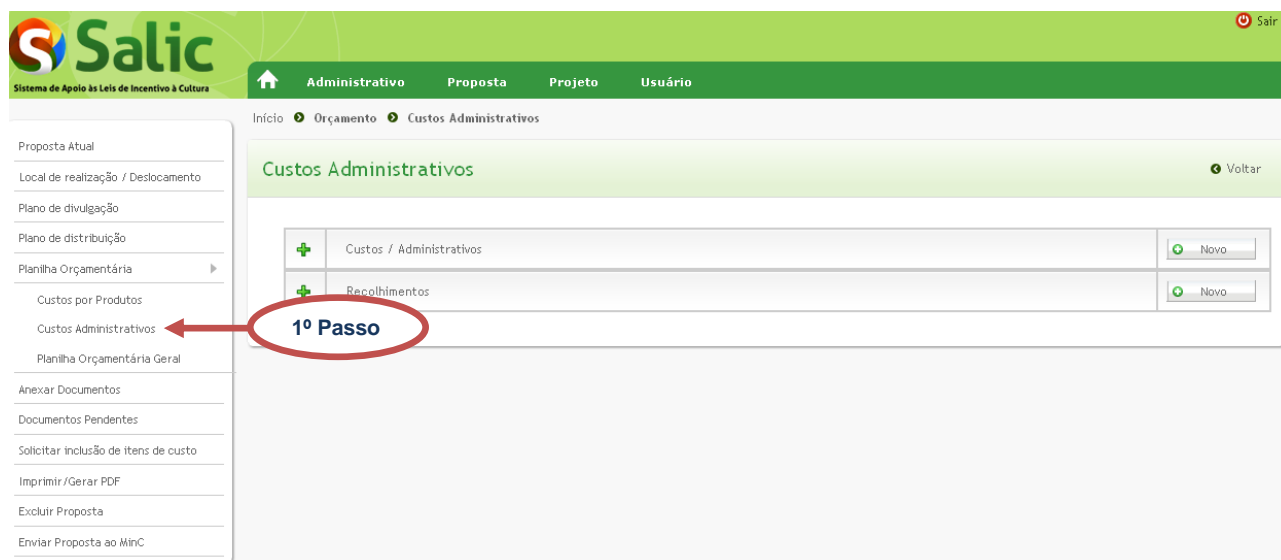 Salic
Sistema de Apoio às Leis de Incentivo à Cultura
Sair
Administrativo Proposta Projeto Usuário
Início Orçamento Custos Administrativos
Proposta Atual
Local de realização / Deslocamento
Plano de divulgação
Plano de distribuição
Planilha Orçamentária
Custos por Produtos
Custos Administrativos
Planilha Orçamentária Geral
Anexar Documentos
Documentos Pendentes
Solicitar inclusão de itens de custo
Imprimir/Gerar PDF
Excluir Proposta
Enviar Proposta ao MinC
Custos Administrativos
Voltar
Custos / Administrativos Novo
Recolhimentos Novo
1º Passo